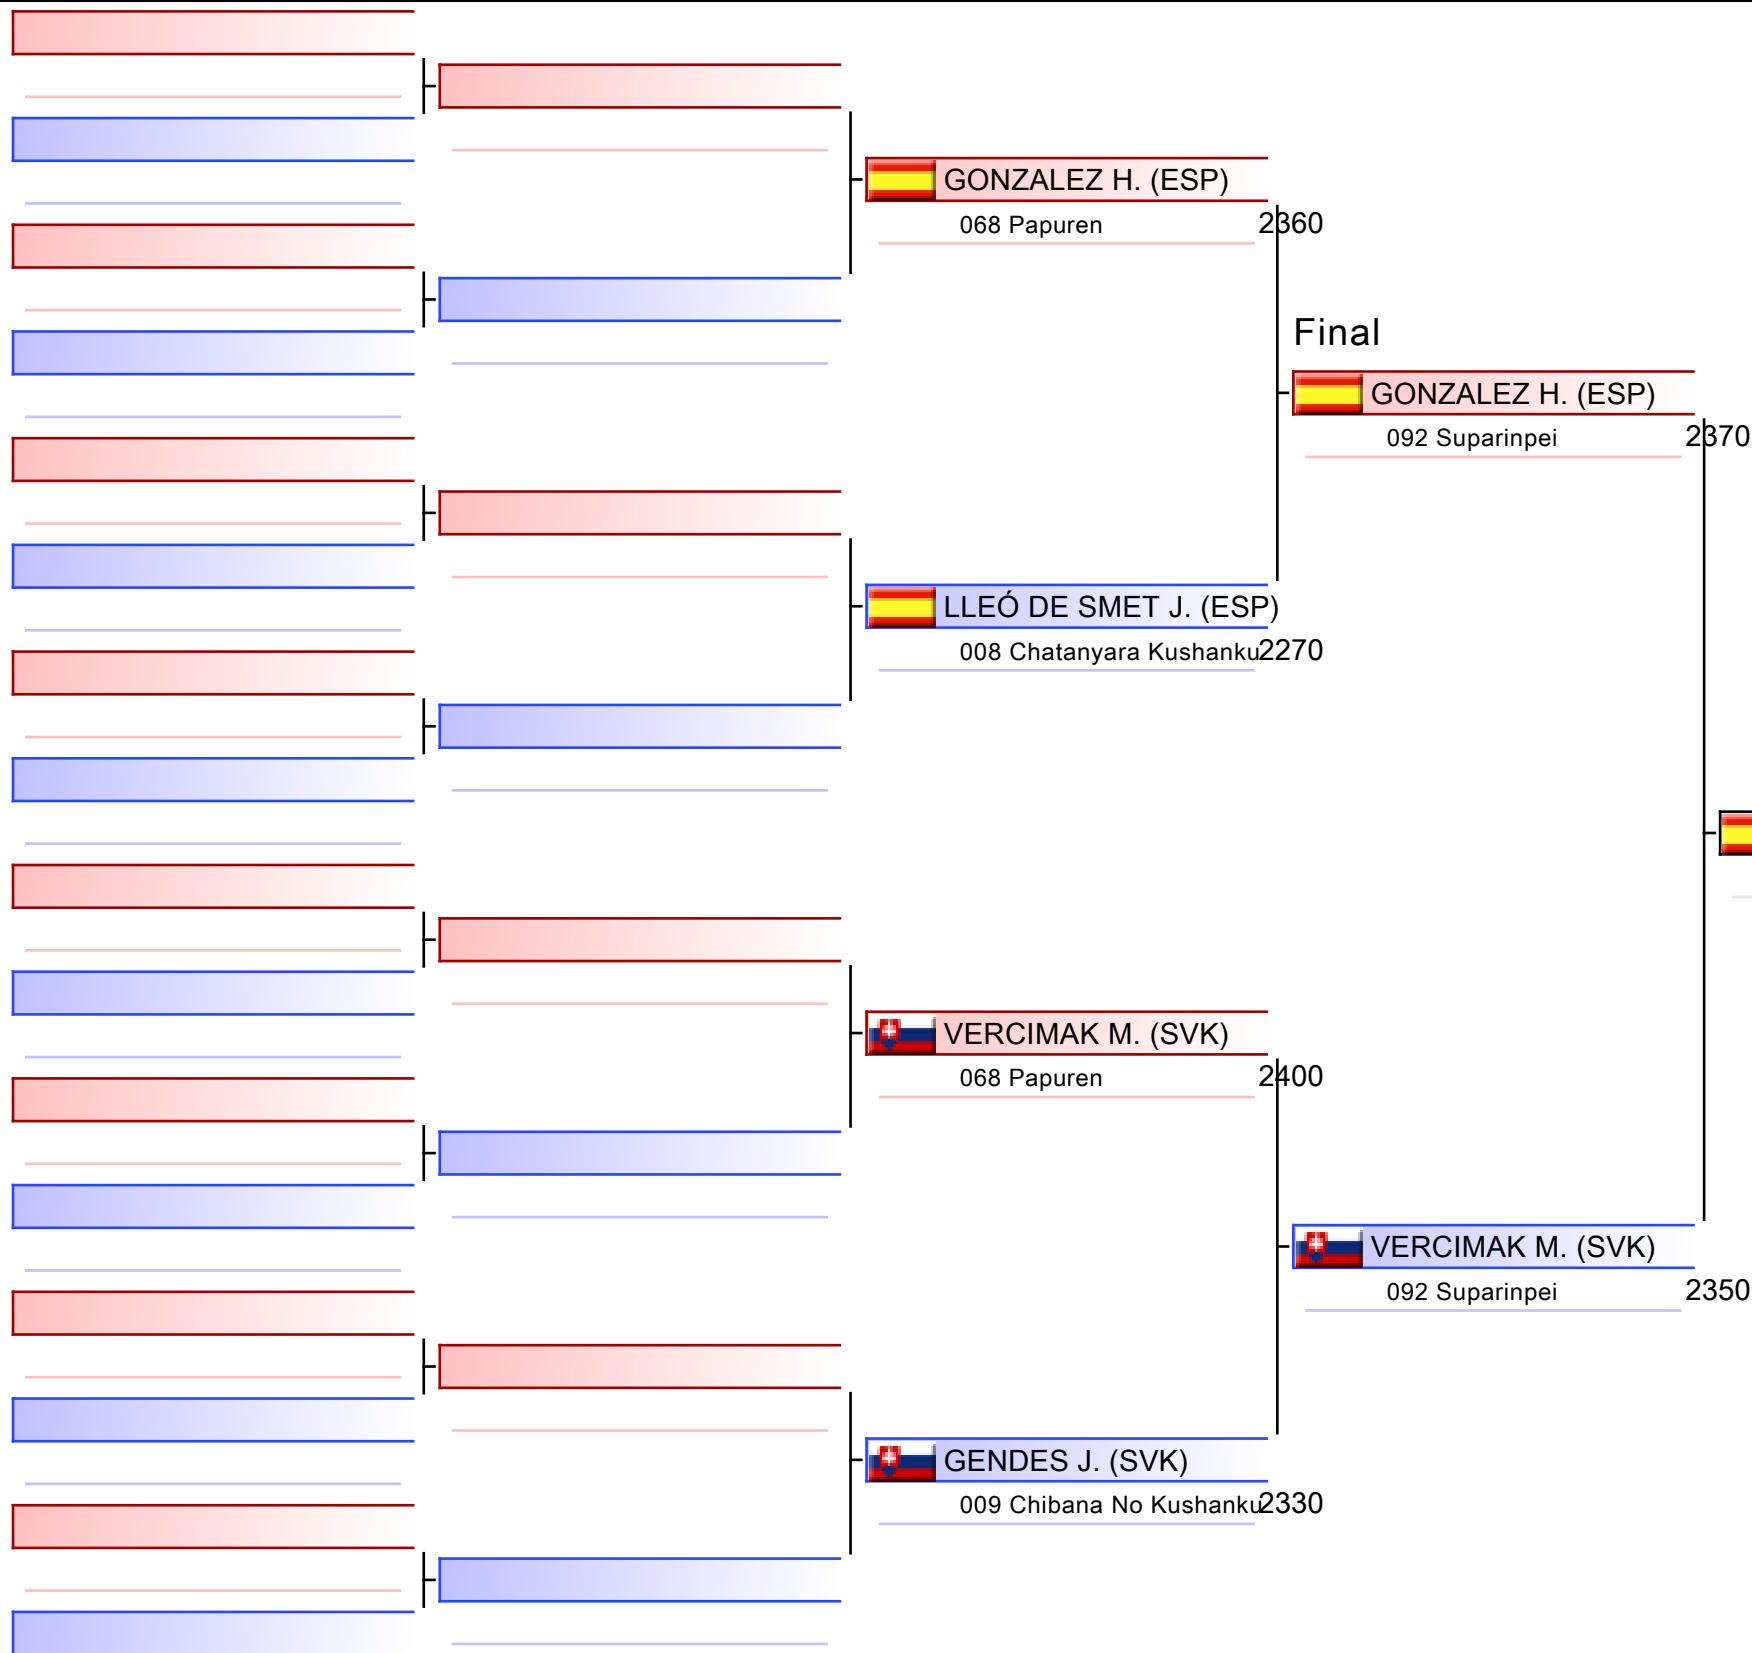 GONZALEZ H. (ESP)
068 Papuren 2360
Final
GONZALEZ H. (ESP)
092 Suparinpei 2370
LLEÓ DE SMET J. (ESP)
008 Chatanyara Kushanku 2270
VERCIMAK M. (SVK)
068 Papuren 2400
VERCIMAK M. (SVK)
092 Suparinpei 2350
GENDES J. (SVK)
009 Chibana No Kushanku 2330